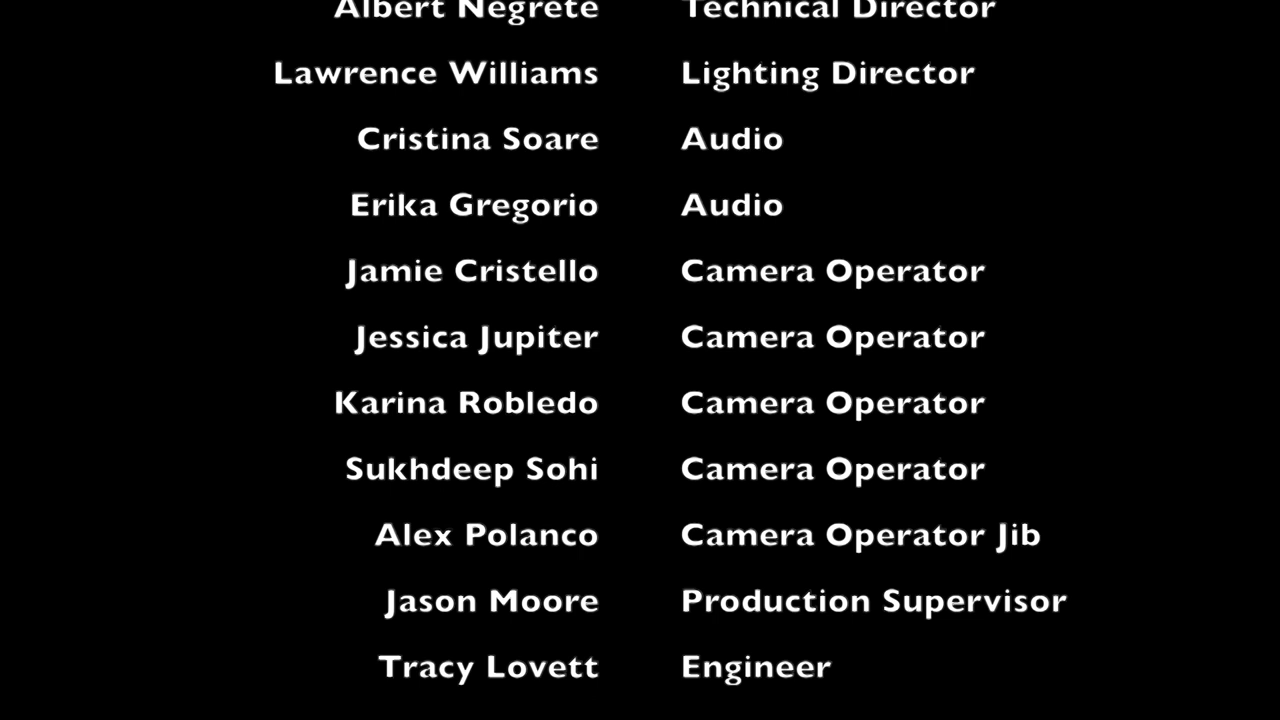 Albert Negrete Technical Director
Lawrence Williams Lighting Director
Cristina Soare Audio
Erika Gregorio Audio
Jamie Cristello Camera Operator
Jessica Jupiter Camera Operator
Karina Robledo Camera Operator
Sukhdeep Sohi Camera Operator
Alex Polanco Camera Operator Jib
Jason Moore Production Supervisor
Tracy Lovett Engineer